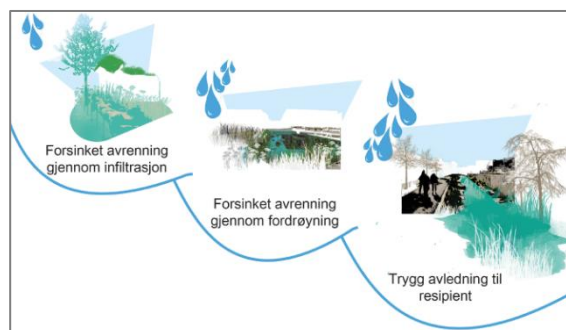 Forsinket avrenning
gjennom infiltrasjon
Forsinket avrenning
gjennom fordrøyning
Trygg avledning til
resipient